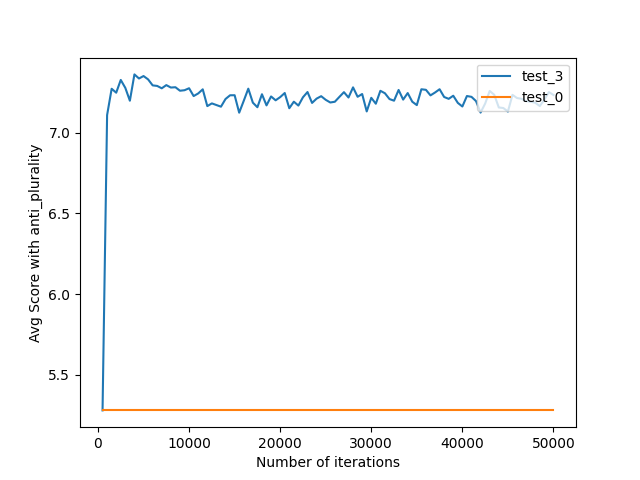 test_3
test_0
7.0
6.5
6.0
5.5
Avg Score with anti_plurality
0 10000 20000 30000 40000 50000
Number of iterations